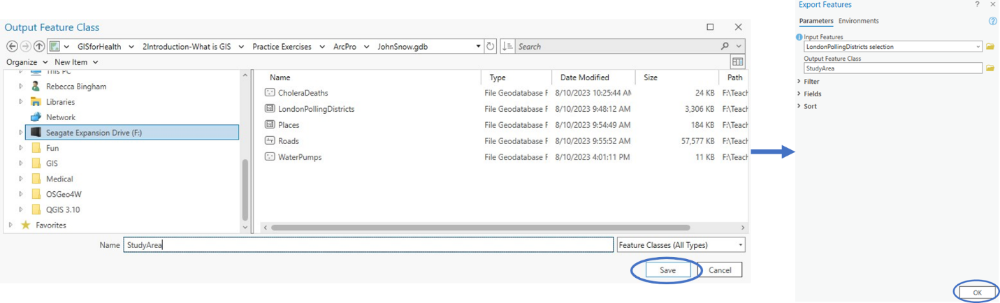 Output Feature Class
GISforHealth 2Introduction-What is GIS Practice Exercises ArcPro JohnSnow.gdb Search
Organize New Item
This PC
Rebecca Bingham
Libraries
Network
Seagate Expansion Drive (F:)
Fun
GIS
Medical
OSGeo4W
QGIS 3.10
Favorites
Name Type Date Modified Size Path
CholeraDeaths File Geodatabase F 8/10/2023 10:25:44 AM 24 KB F:\Teach
LondonPollingDistricts File Geodatabase F 8/10/2023 9:48:12 AM 3,306 KB F:\Teach
Places File Geodatabase F 8/10/2023 9:54:49 AM 184 KB F:\Teach
Roads File Geodatabase F 8/10/2023 9:55:52 AM 57,577 KB F:\Teach
WaterPumps File Geodatabase F 8/10/2023 4:01:11 PM 11 KB F:\Teach
Name StudyArea Feature Classes (All Types)
Save Cancel
Export Features ? ×
Parameters Environments
Input Features
LondonPollingDistricts selection
Output Feature Class
StudyArea
Filter
Fields
Sort
OK